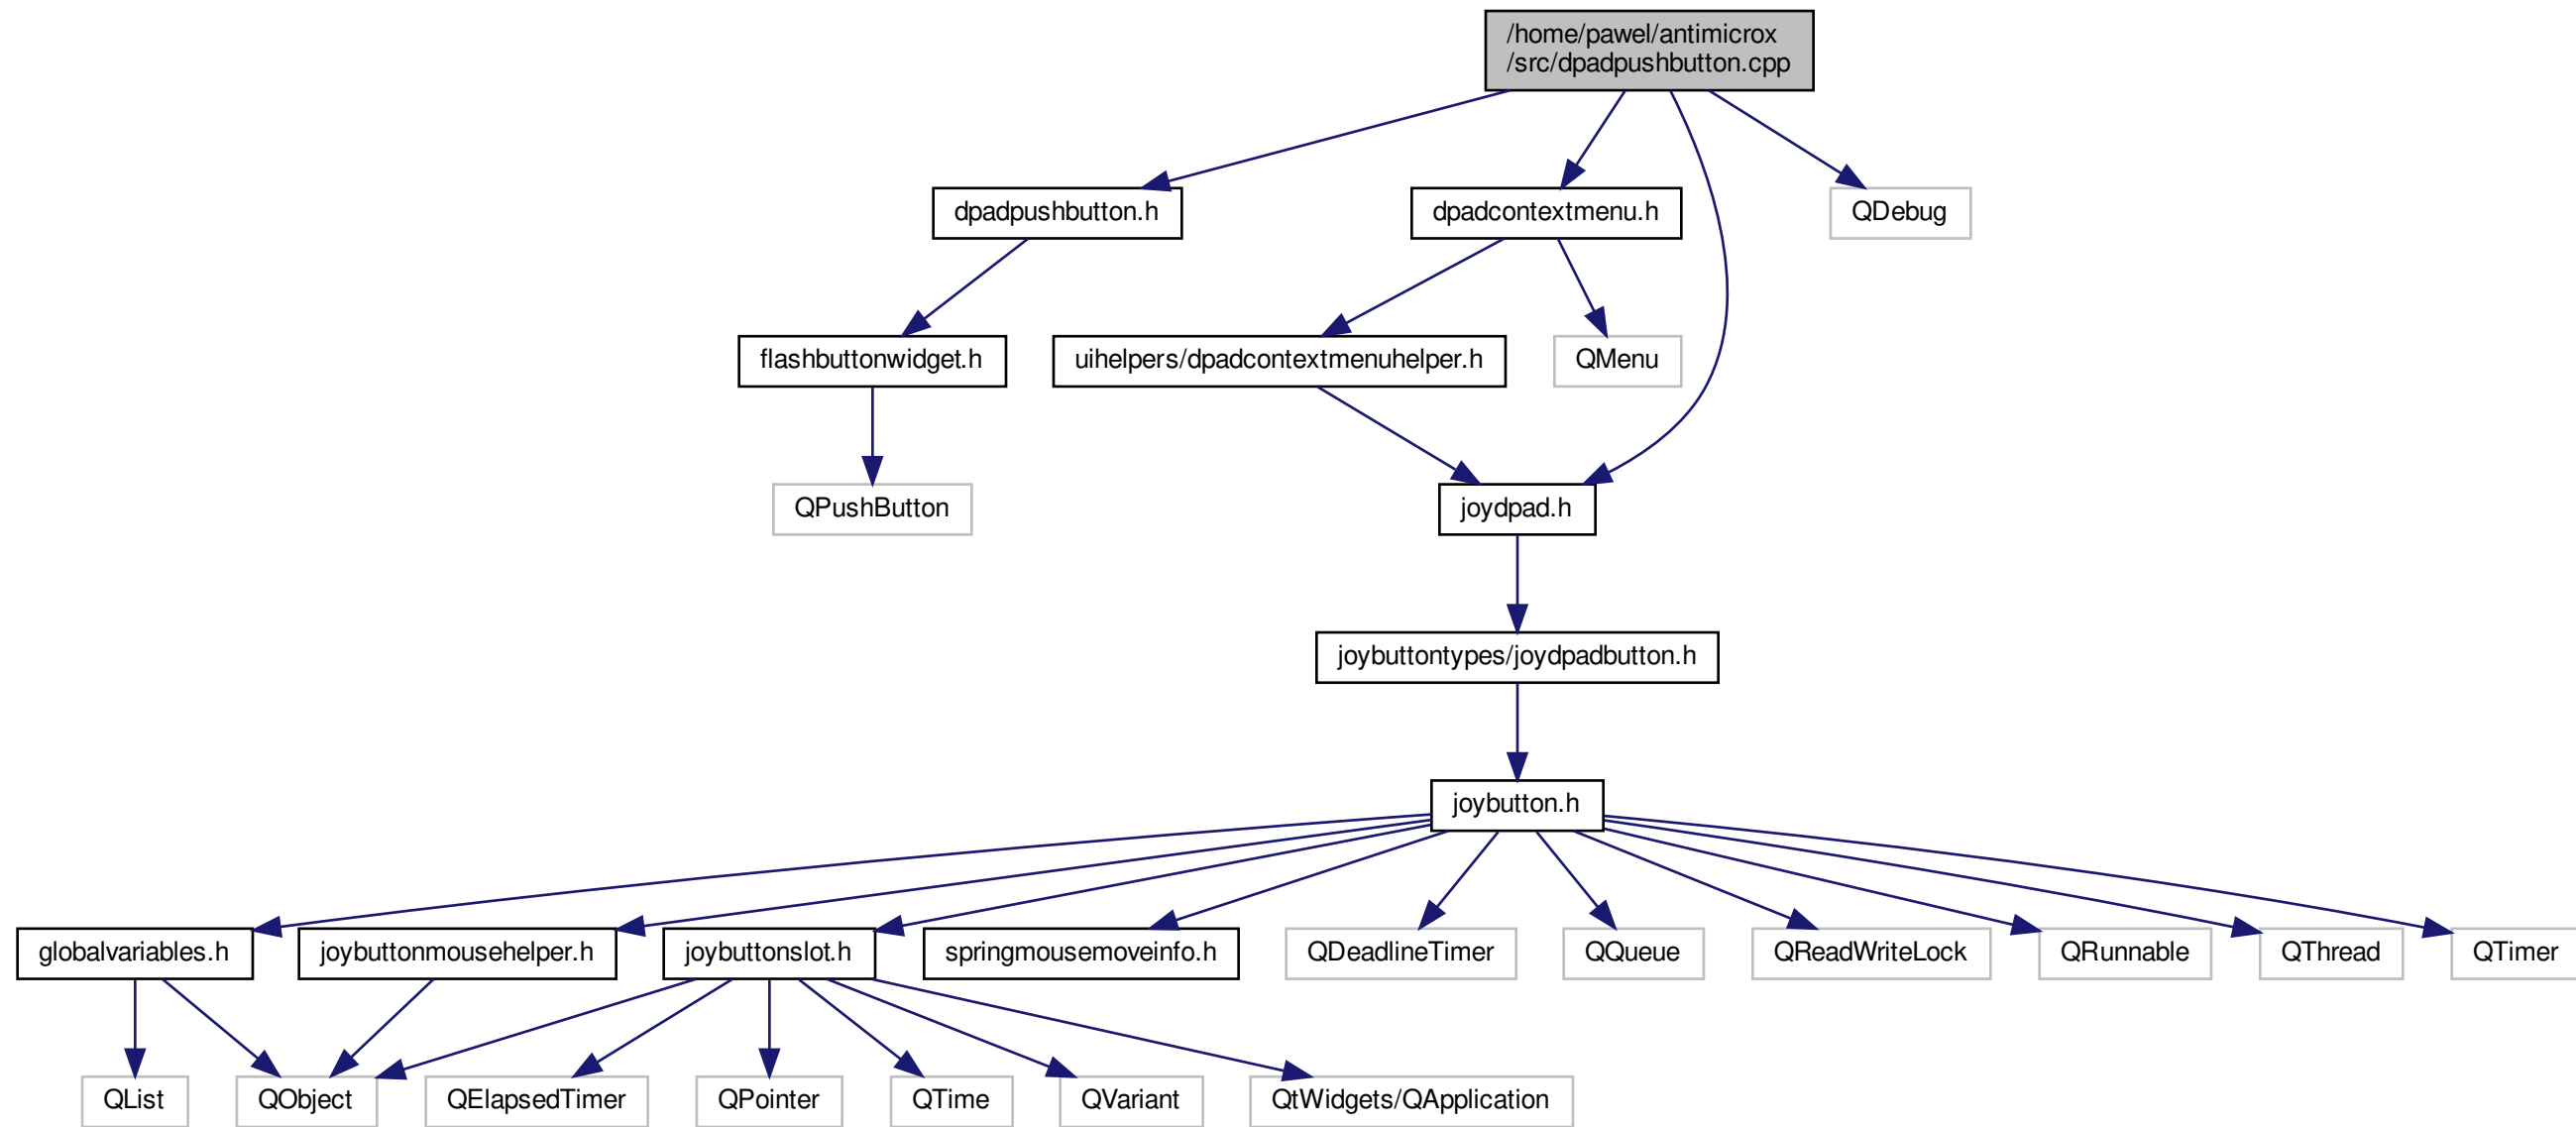 /home/pawel/antimicrox
/src/dpadpushbutton.cpp
dpadpushbutton.h
dpadcontextmenu.h
QDebug
flashbuttonwidget.h
uihelpers/dpadcontextmenuhelper.h
QMenu
QPushButton
joydpad.h
joybuttontypes/joydpadbutton.h
joybutton.h
globalvariables.h
joybuttonmousehelper.h
joybuttonslot.h
springmousemoveinfo.h
QDeadlineTimer
QQueue
QReadWriteLock
QRunnable
QThread
QTimer
QList
QObject
QElapsedTimer
QPointer
QTime
QVariant
QtWidgets/QApplication